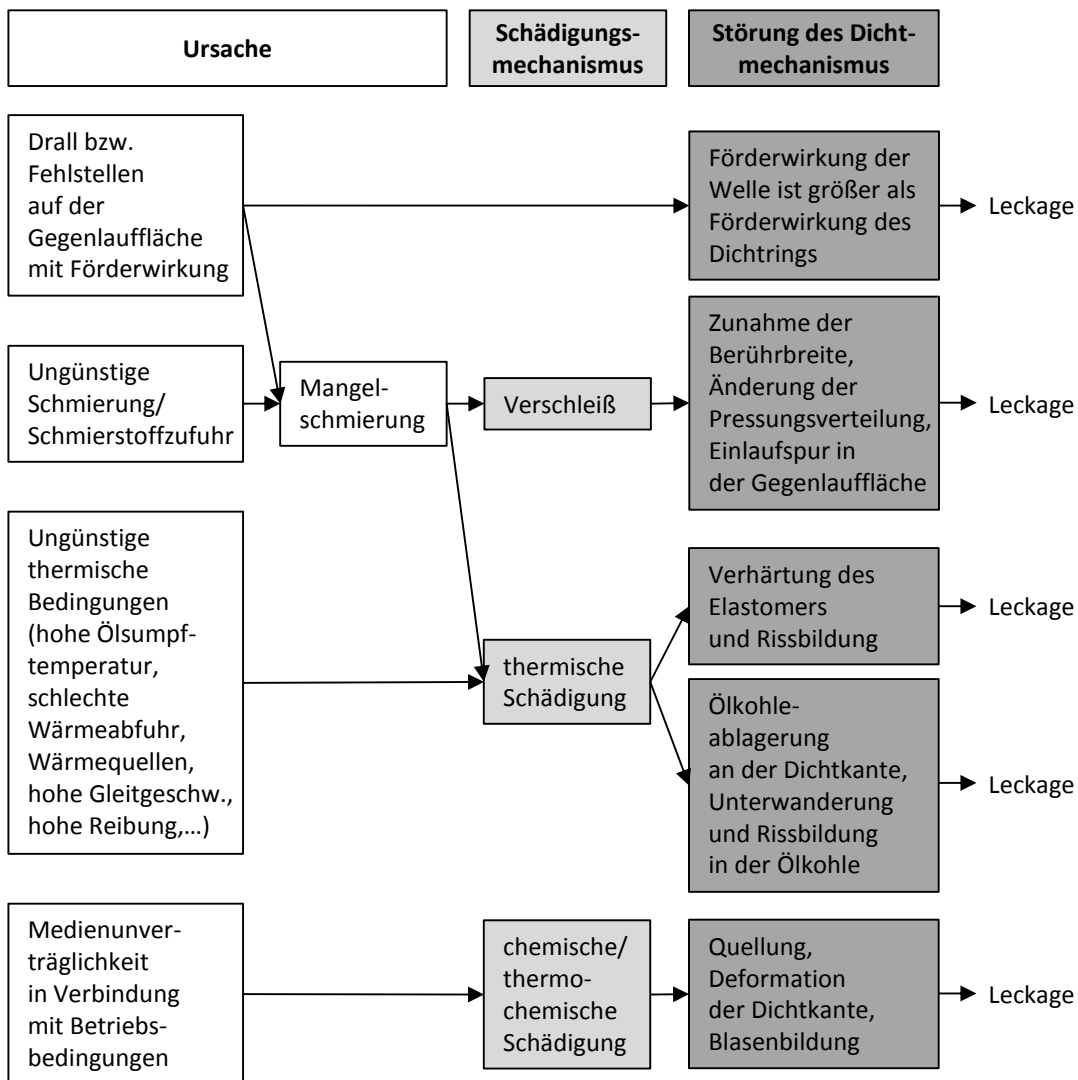 Ursache
Schädigungs-
mechanismus
Störung des Dicht-
mechanismus
Drall bzw.
Fehlstellen
auf der
Gegenlauffläche
mit Förderwirkung
Förderwirkung der
Welle ist größer als
Förderwirkung des
Dichtrings
Leckage
Ungünstige
Schmierung/
Schmierstoffzufuhr
Mangel-
schmierung
Verschleiß
Zunahme der
Berührbreite,
Änderung der
Pressungsverteilung,
Einlaufspur in
der Gegenlauffläche
Leckage
Ungünstige
thermische
Bedingungen
(hohe Ölsumpf-
temperatur,
schlechte
Wärmeabfuhr,
Wärmequellen,
hohe Gleitgeschw.,
hohe Reibung,…)
thermische
Schädigung
Verhärtung des
Elastomers
und Rissbildung
Leckage
Ölkohle-
ablagerung
an der Dichtkante,
Unterwanderung
und Rissbildung
in der Ölkohle
Leckage
Medienunver-
träglichkeit
in Verbindung
mit Betriebs-
bedingungen
chemische/
thermo-
chemische
Schädigung
Quellung,
Deformation
der Dichtkante,
Blasenbildung
Leckage